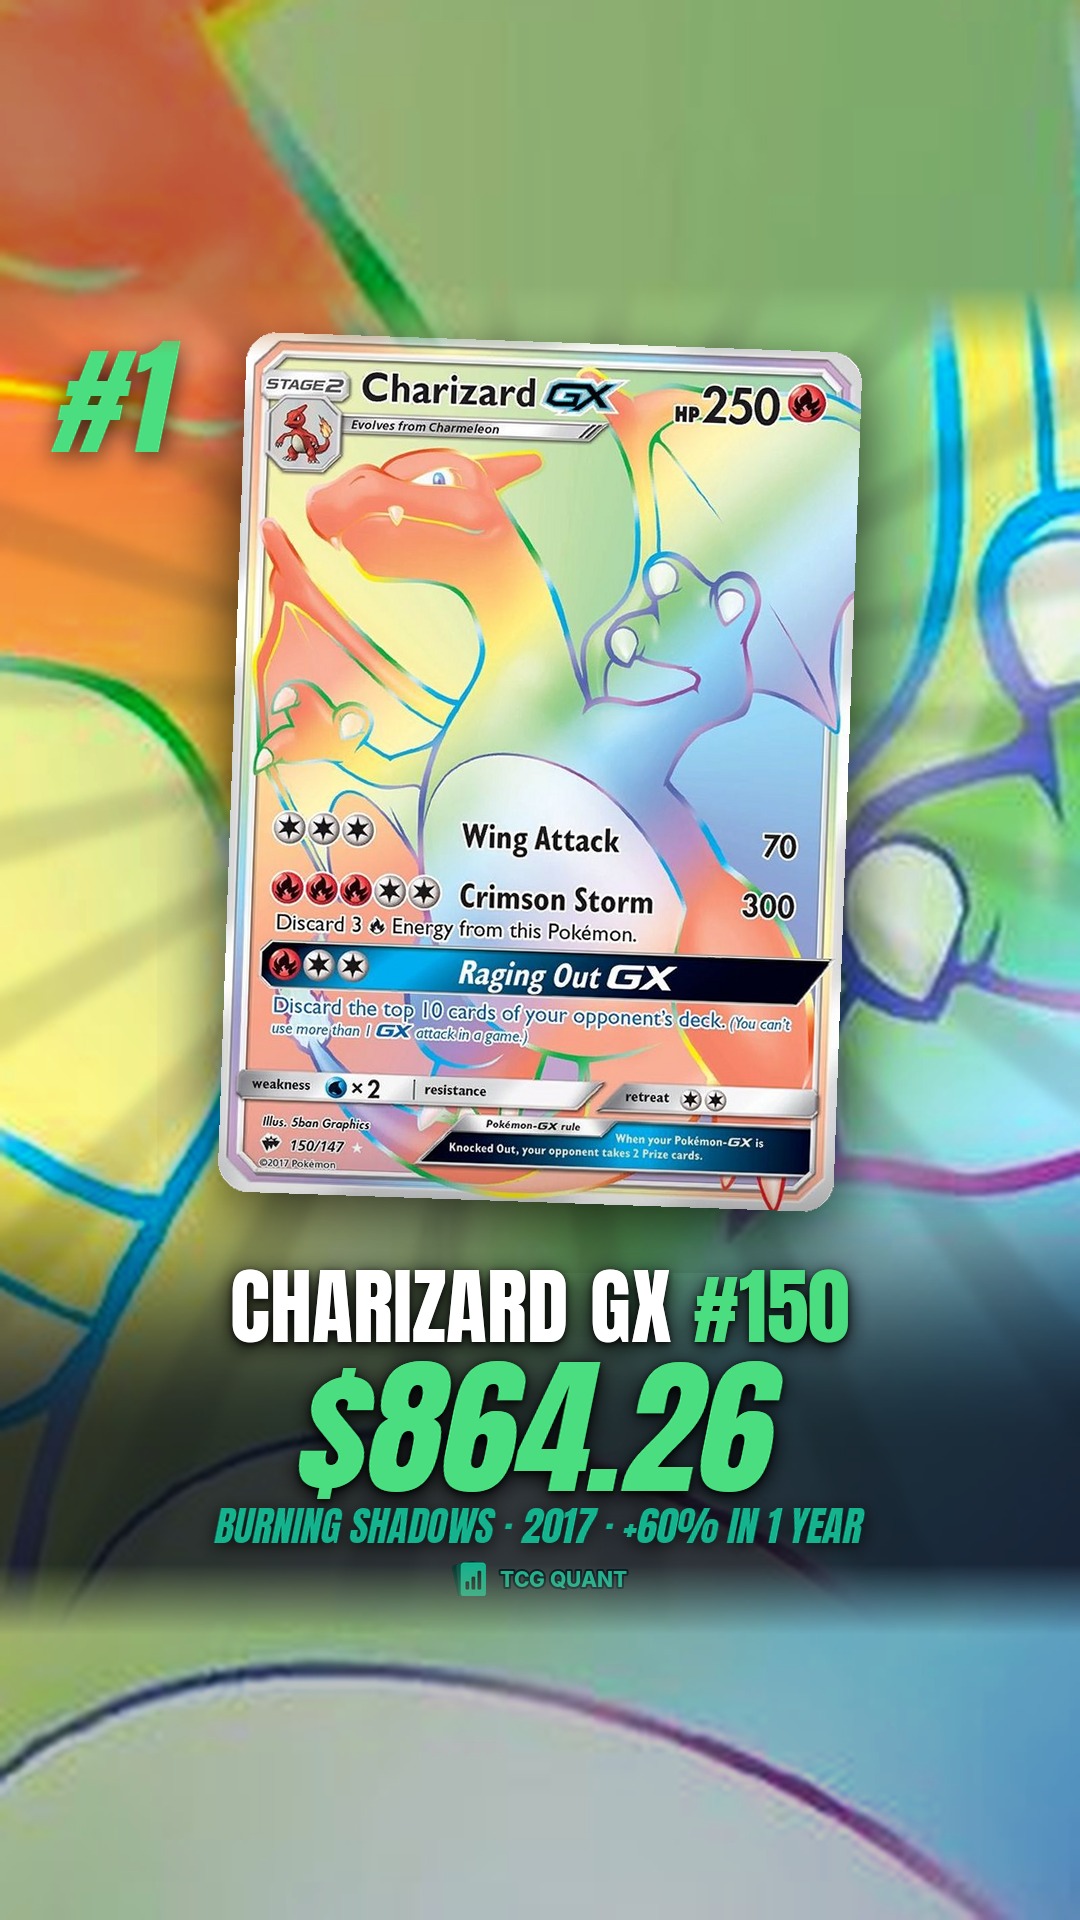 #1
STAGE2
Charizard GX
HP 250
Evolves from Charmeleon
Wing Attack 70
Crimson Storm 300
Discard 3 Energy from this Pokémon.
Raging Out GX
Discard the top 10 cards of your opponent's deck. (You can't
use more than 1 GX attack in a game.)
weakness ×2 resistance retreat
Illus. 5ban Graphics
150/147
©2017 Pokémon
Pokémon-GX rule
When your Pokémon-GX is
Knocked Out, your opponent takes 2 Prize cards.
CHARIZARD GX #150
$864.26
BURNING SHADOWS · 2017 · +60% IN 1 YEAR
TCG QUANT